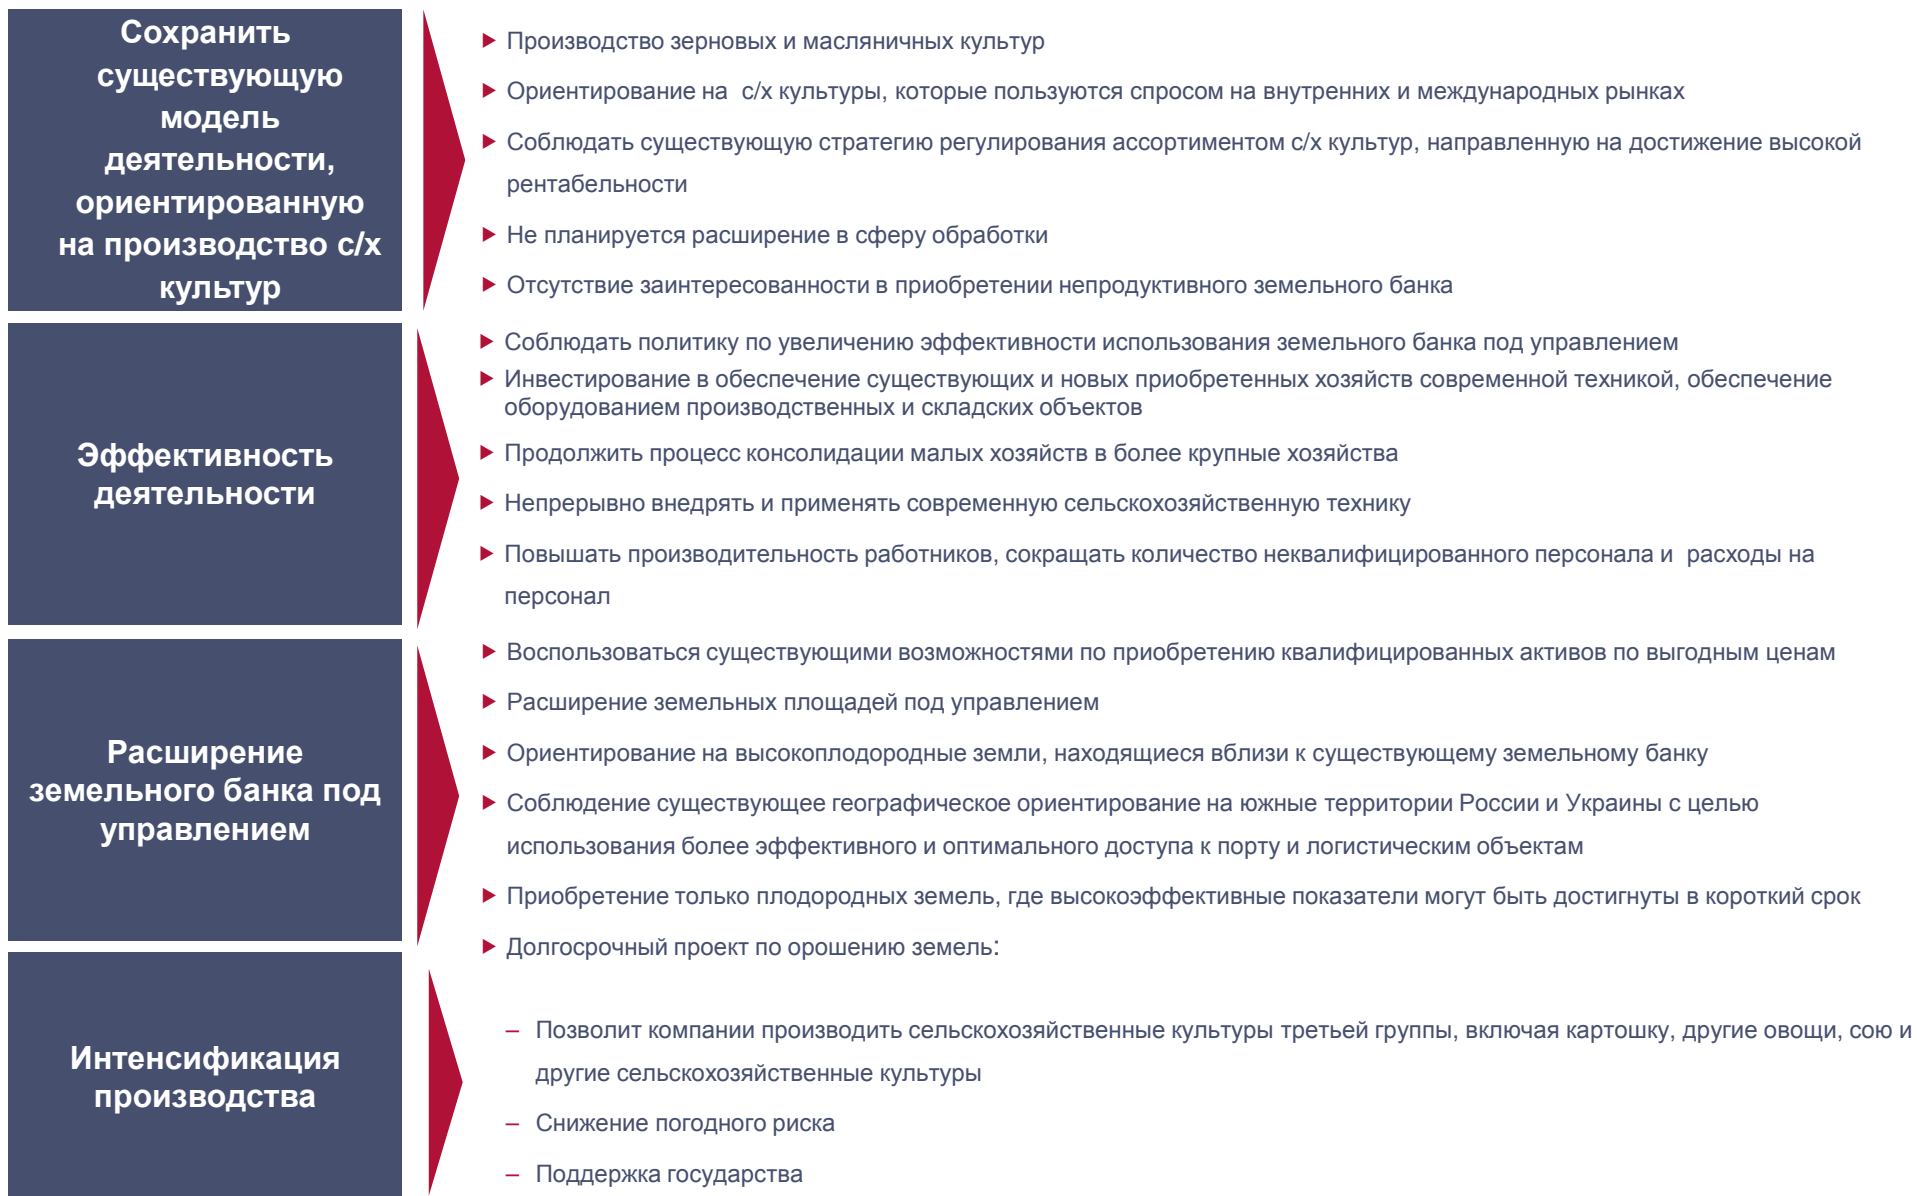 Сохранить
существующую
модель
деятельности,
ориентированную
на производство с/х
культур
Производство зерновых и масляничных культур
Ориентирование на с/х культуры, которые пользуются спросом на внутренних и международных рынках
Соблюдать существующую стратегию регулирования ассортиментом с/х культур, направленную на достижение высокой
рентабельности
Не планируется расширение в сферу обработки
Отсутствие заинтересованности в приобретении непродуктивного земельного банка
Эффективность
деятельности
Соблюдать политику по увеличению эффективности использования земельного банка под управлением
Инвестирование в обеспечение существующих и новых приобретенных хозяйств современной техникой, обеспечение
оборудованием производственных и складских объектов
Продолжить процесс консолидации малых хозяйств в более крупные хозяйства
Непрерывно внедрять и применять современную сельскохозяйственную технику
Повышать производительность работников, сокращать количество неквалифицированного персонала и расходы на
персонал
Расширение
земельного банка под
управлением
Воспользоваться существующими возможностями по приобретению квалифицированных активов по выгодным ценам
Расширение земельных площадей под управлением
Ориентирование на высокоплодородные земли, находящиеся вблизи к существующему земельному банку
Соблюдение существующее географическое ориентирование на южные территории России и Украины с целью
использования более эффективного и оптимального доступа к порту и логистическим объектам
Приобретение только плодородных земель, где высокоэффективные показатели могут быть достигнуты в короткий срок
Интенсификация
производства
Долгосрочный проект по орошению земель:
– Позволит компании производить сельскохозяйственные культуры третьей группы, включая картошку, другие овощи, сою и
другие сельскохозяйственные культуры
– Снижение погодного риска
– Поддержка государства